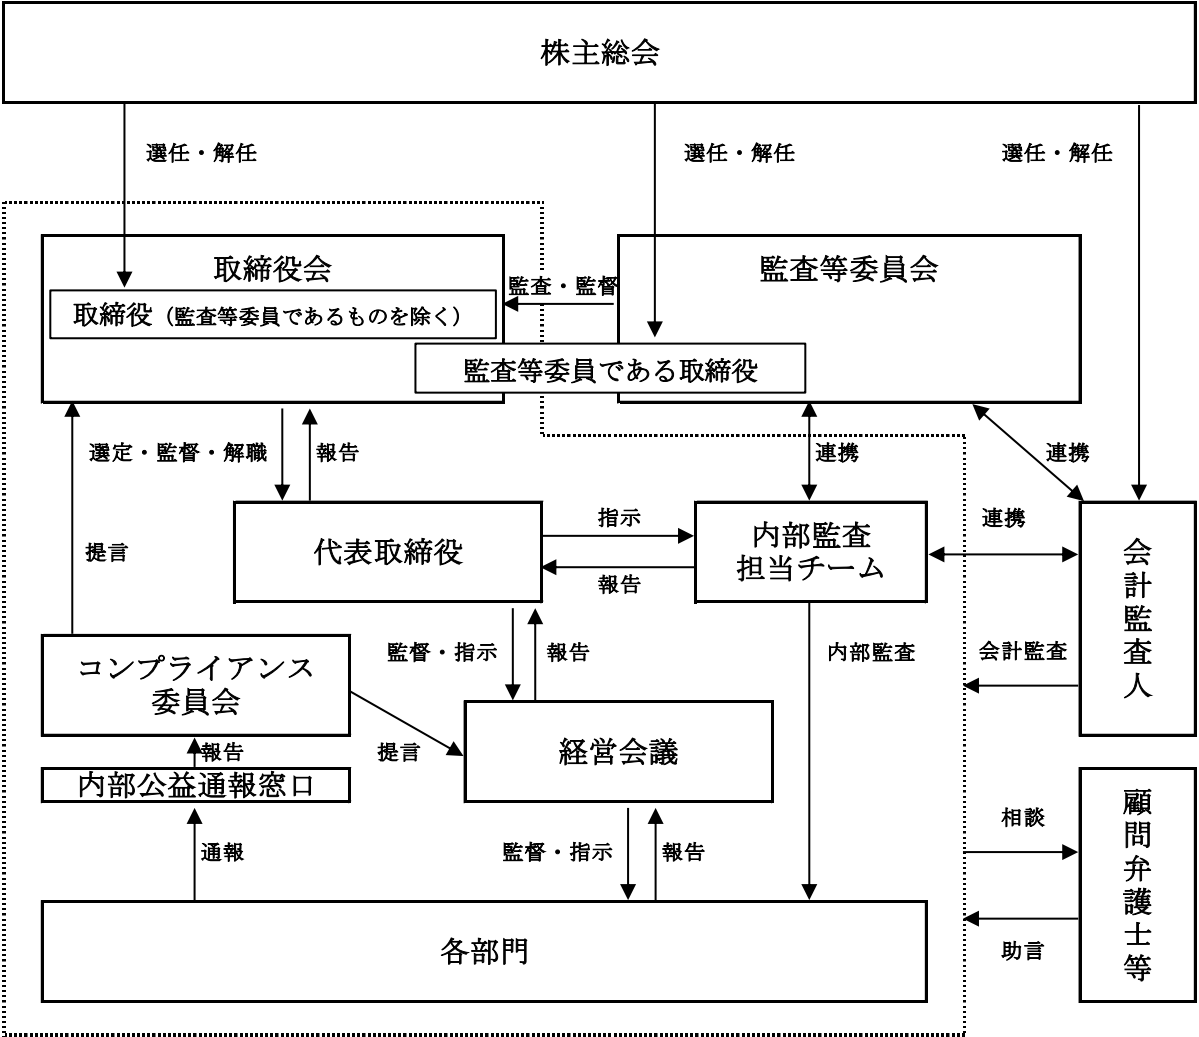 株主総会
選任・解任
選任・解任
選任・解任
取締役会
監査等委員会
監査・監督
取締役（監査等委員であるものを除く）
監査等委員である取締役
選定・監督・解職
報告
連携
連携
提言
代表取締役
指示
報告
内部監査
担当チーム
連携
会計監査人
監督・指示
報告
内部監査
会計監査
コンプライアンス
委員会
提言
経営会議
報告
内部公益通報窓口
通報
監督・指示
報告
相談
助言
顧問弁護士等
各部門